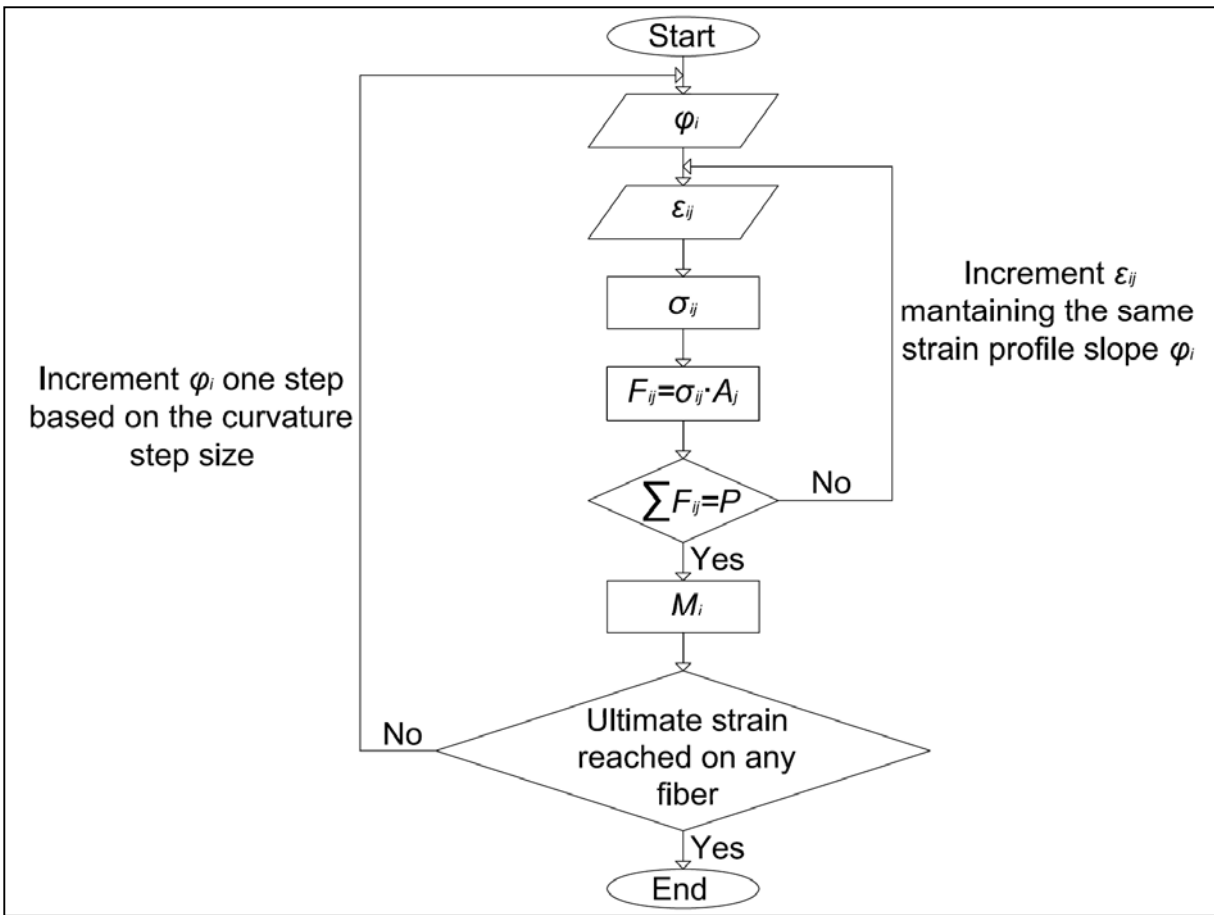 Start
φi
εij
Increment εij
mantaining the same
strain profile slope φi
σij
Increment φi one step
based on the curvature
step size
Fij=σij·Aj
∑Fij=P
No
Yes
Mi
Ultimate strain
reached on any
fiber
No
Yes
End